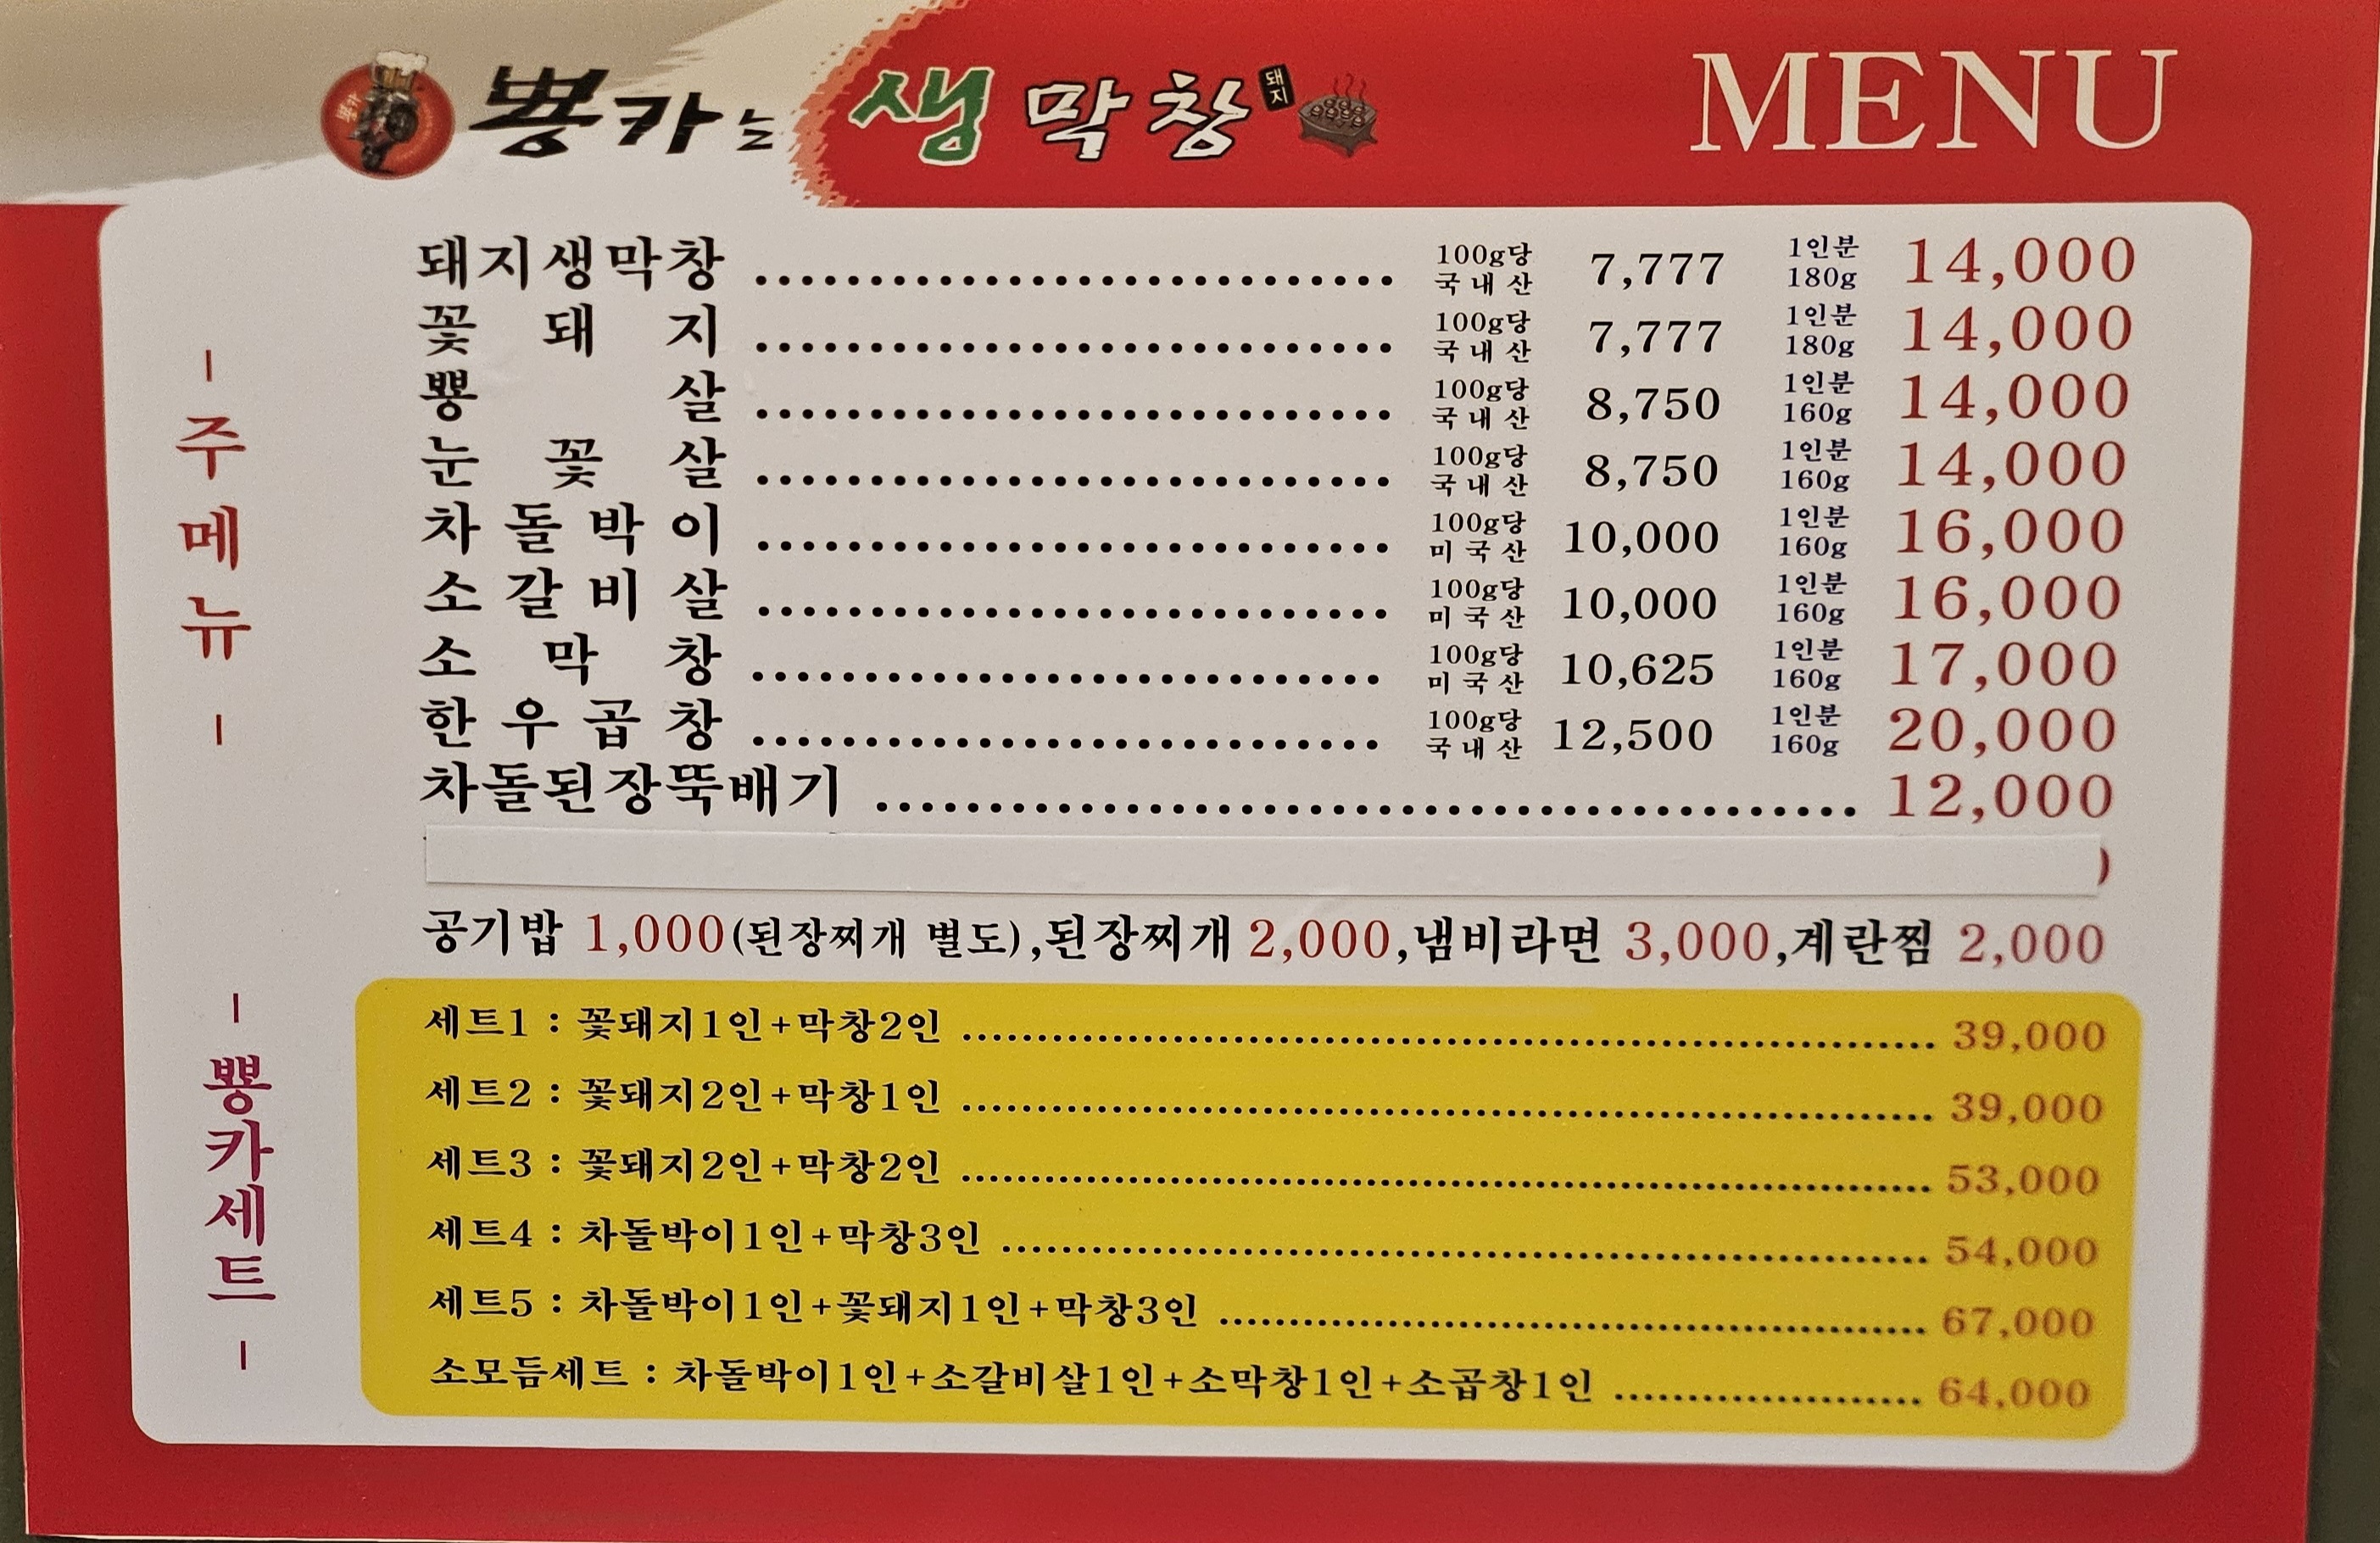 뿅카는 생막창 돼지
MENU
- 주메뉴 -
돼지생막창 100g당 국내산 7,777 1인분 180g 14,000
꽃돼지 100g당 국내산 7,777 1인분 180g 14,000
뿅살 100g당 국내산 8,750 1인분 160g 14,000
눈꽃살 100g당 국내산 8,750 1인분 160g 14,000
차돌박이 100g당 미국산 10,000 1인분 160g 16,000
소갈비살 100g당 미국산 10,000 1인분 160g 16,000
소막창 100g당 미국산 10,625 1인분 160g 17,000
한우곱창 100g당 국내산 12,500 1인분 160g 20,000
차돌된장뚝배기 12,000
공기밥 1,000(된장찌개 별도),된장찌개 2,000,냄비라면 3,000,계란찜 2,000
- 뿅카세트 -
세트1 : 꽃돼지1인+막창2인 39,000
세트2 : 꽃돼지2인+막창1인 39,000
세트3 : 꽃돼지2인+막창2인 53,000
세트4 : 차돌박이1인+막창3인 54,000
세트5 : 차돌박이1인+꽃돼지1인+막창3인 67,000
소모듬세트 : 차돌박이1인+소갈비살1인+소막창1인+소곱창1인 64,000